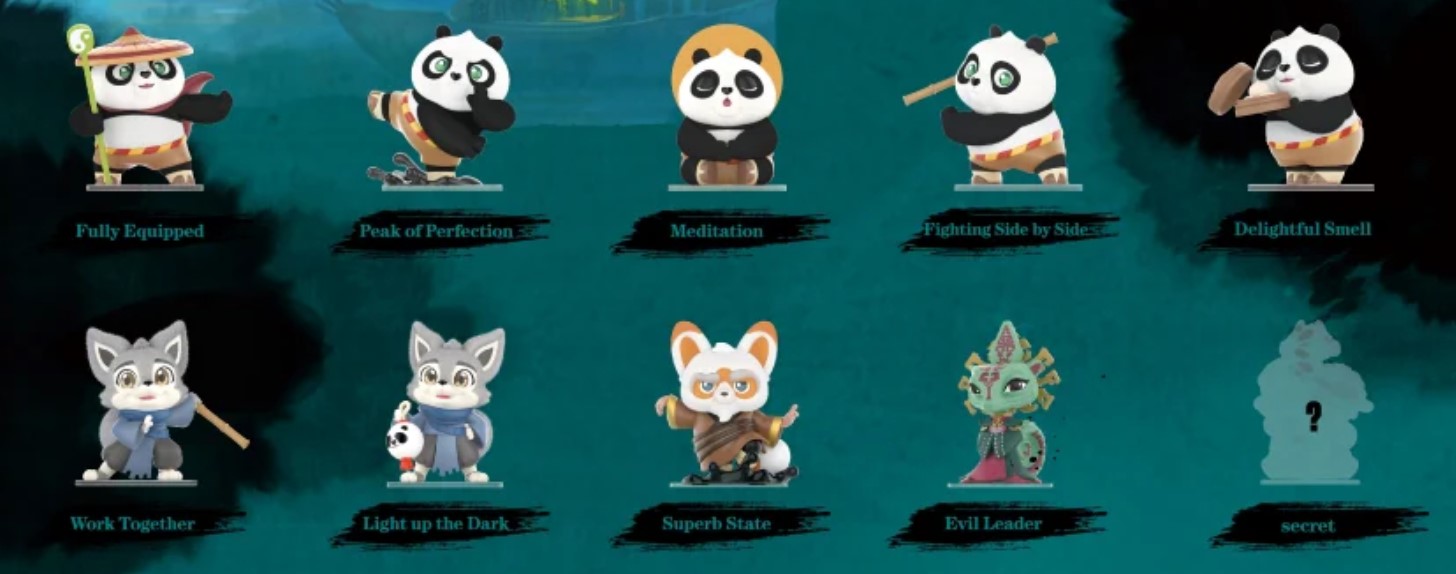 Fully Equipped
Peak of Perfection
Meditation
Fighting Side by Side
Delightful Smell
Work Together
Light up the Dark
Superb State
Evil Leader
?
secret